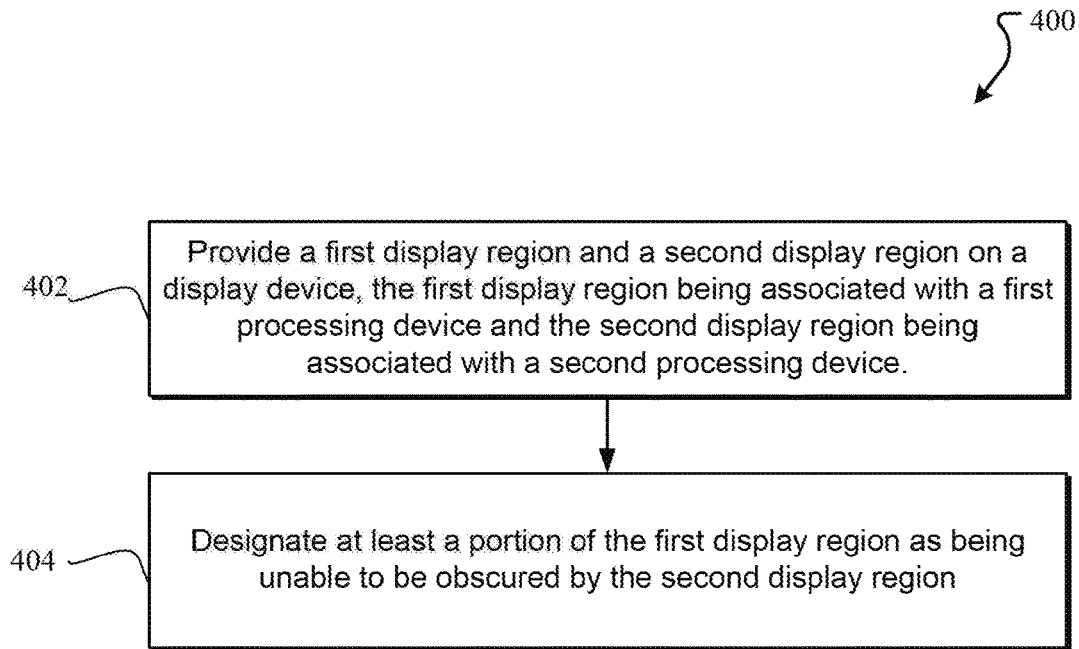 400
402
Provide a first display region and a second display region on a
display device, the first display region being associated with a first
processing device and the second display region being
associated with a second processing device.
404
Designate at least a portion of the first display region as being
unable to be obscured by the second display region